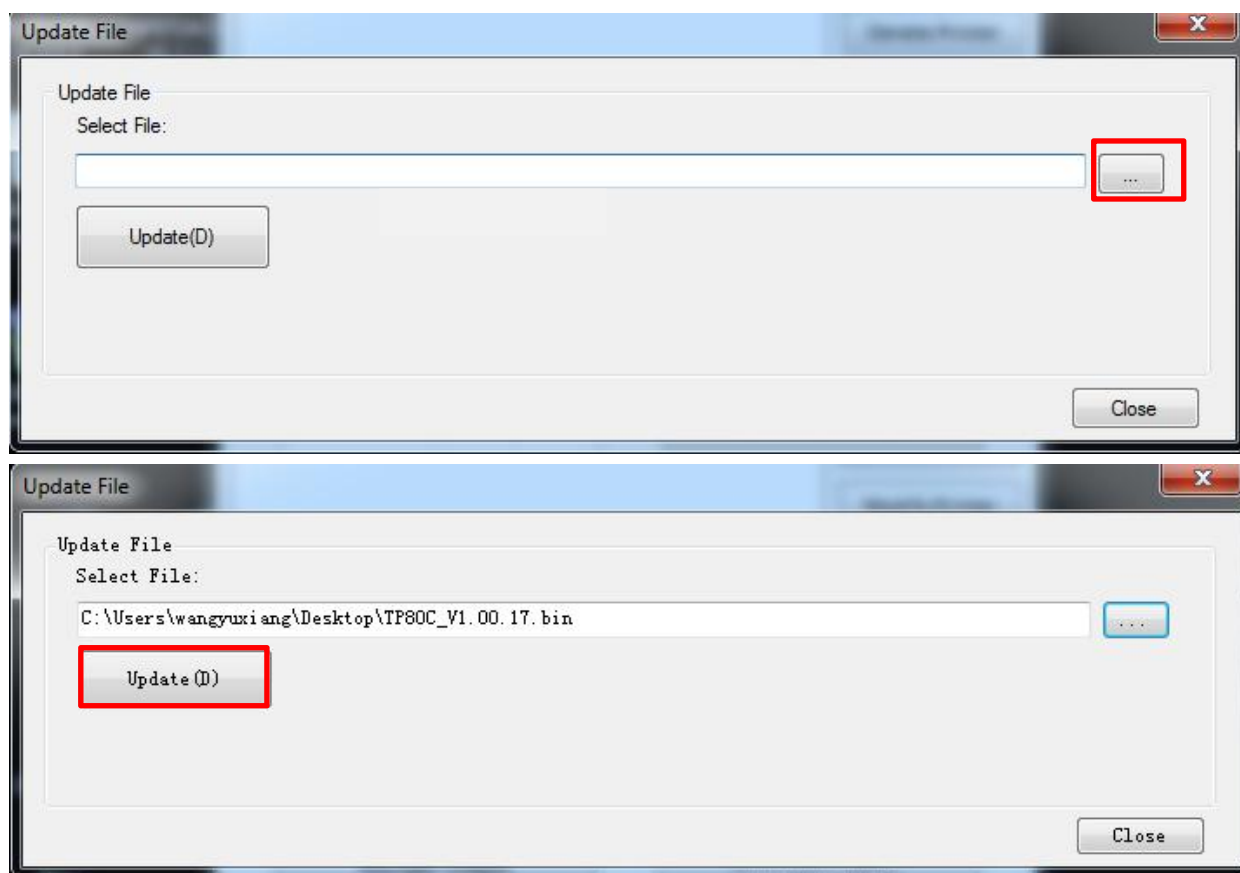 Update File
Update File
Select File:
...
Update(D)
Close
Update File
Update File
Select File:
C:\Users\wangyuxiang\Desktop\TP80C_V1.00.17.bin
...
Update(D)
Close